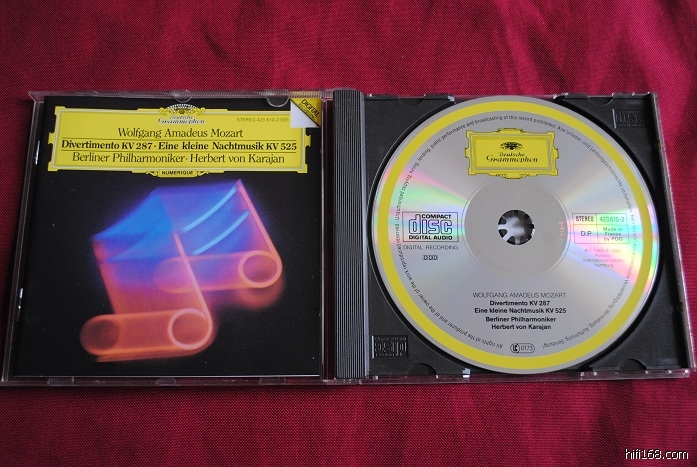 DIGITAL
Deutsche
Grammophon
STEREO 423 610-2
Wolfgang Amadeus Mozart
Divertimento KV 287 · Eine kleine Nachtmusik KV 525
Berliner Philharmoniker · Herbert von Karajan
NUMERIQUE
Deutsche
Grammophon
COMPACT
disc
DIGITAL AUDIO
DIGITAL RECORDING
DDD
STEREO 423 610-2
D.P.
Made in
France
by PDG
WOLFGANG AMADEUS MOZART
Divertimento KV 287
Eine kleine Nachtmusik KV 525
Berliner Philharmoniker
Herbert von Karajan
hifi168.com